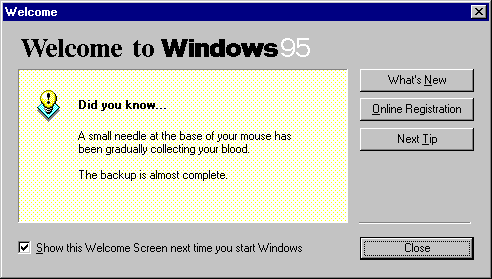 Welcome
Welcome to Windows95
Did you know...
A small needle at the base of your mouse has
been gradually collecting your blood.
The backup is almost complete.
What's New
Online Registration
Next Tip
Show this Welcome Screen next time you start Windows
Close